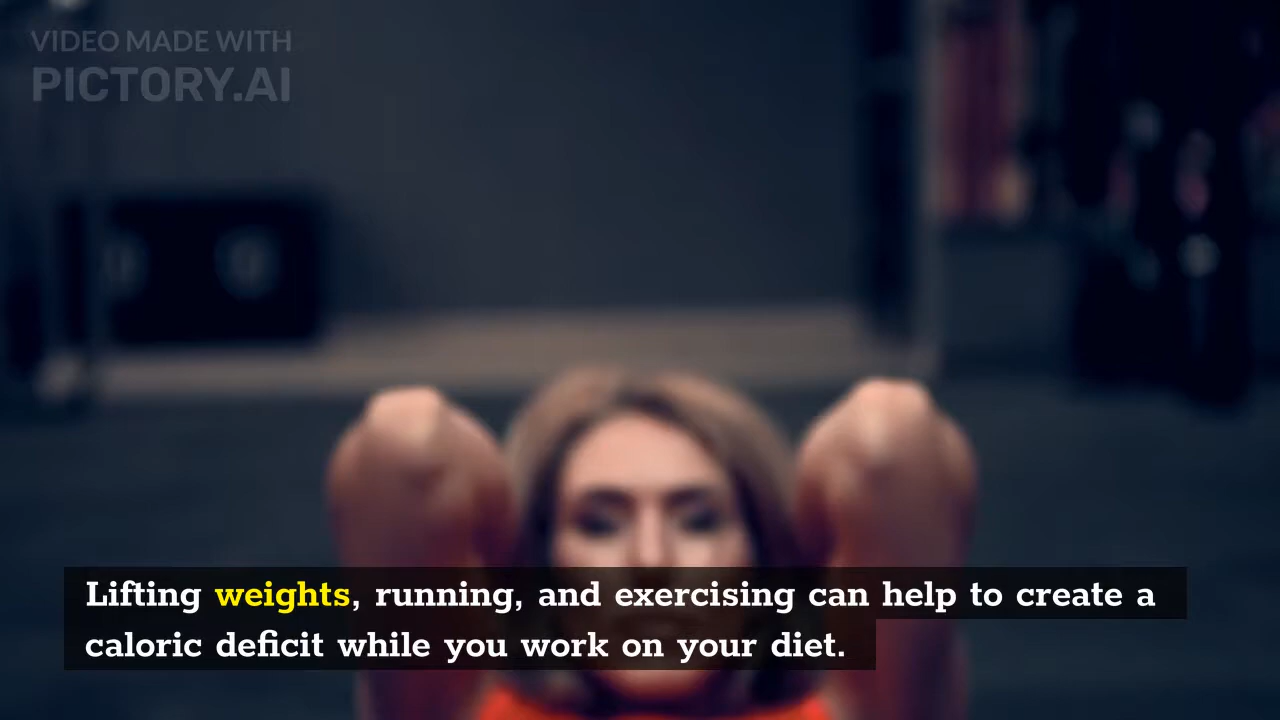 VIDEO MADE WITH
PICTORY.AI
Lifting weights, running, and exercising can help to create a
caloric deficit while you work on your diet.